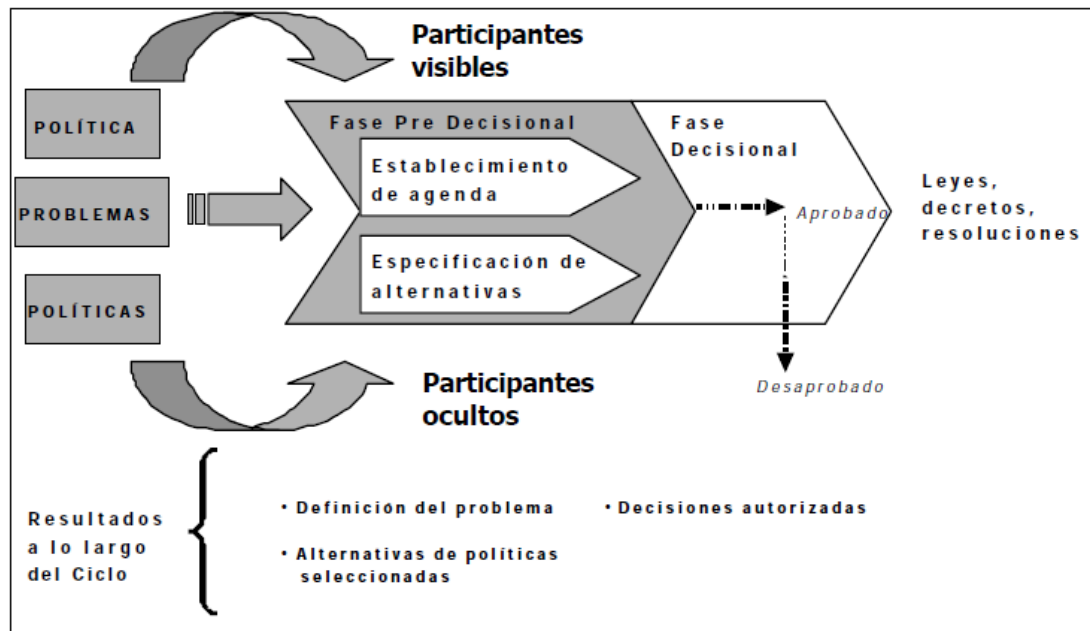 Participantes
visibles
POLÍTICA
PROBLEMAS
POLÍTICAS
Fase Pre Decisional
Establecimiento
de agenda
Especificación de
alternativas
Fase
Decisional
Aprobado
Desaprobado
Leyes,
decretos,
resoluciones
Participantes
ocultos
Resultados
a lo largo
del Ciclo
• Definición del problema
• Alternativas de políticas
seleccionadas
• Decisiones autorizadas